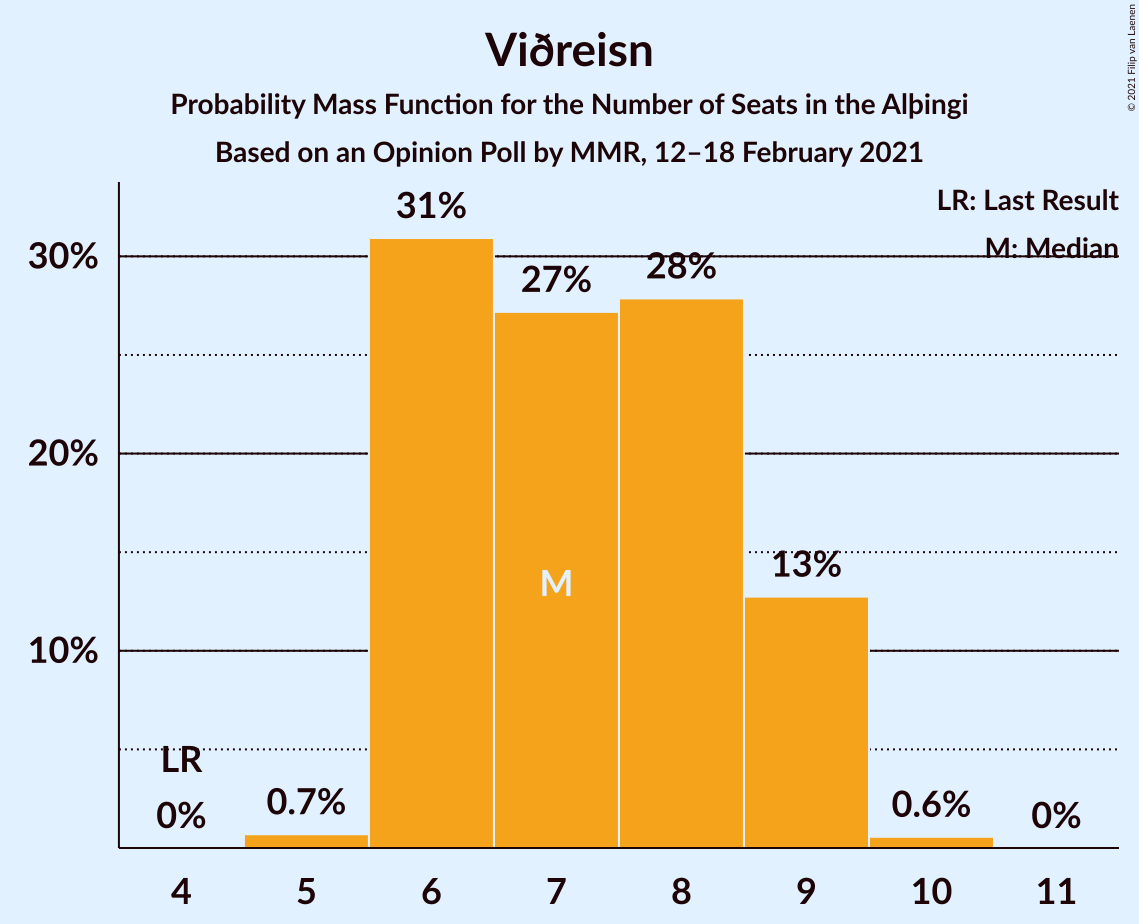 Viðreisn
Probability Mass Function for the Number of Seats in the Alþingi
Based on an Opinion Poll by MMR, 12–18 February 2021
© 2021 Filip van Laenen
LR: Last Result
M: Median
30%
20%
10%
LR
0%
0.7%
31%
27%
M
28%
13%
0.6%
0%
4 5 6 7 8 9 10 11